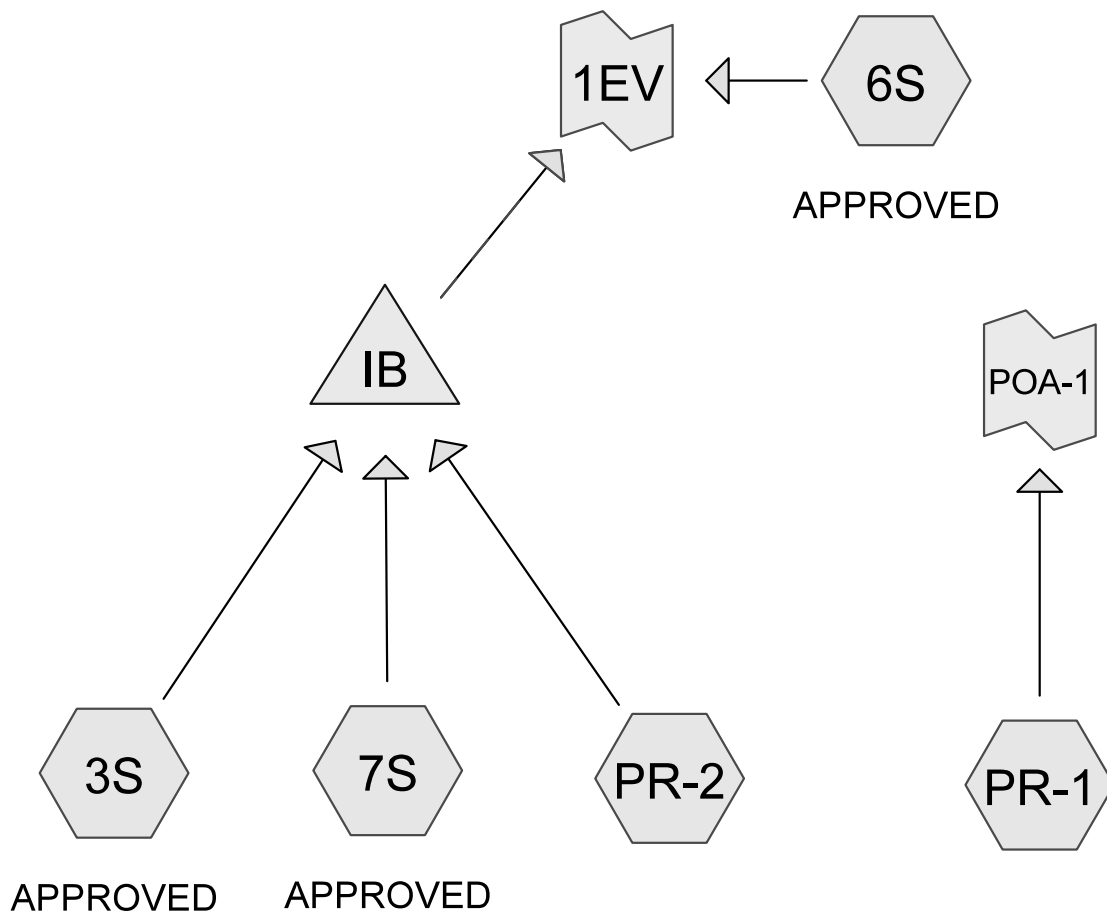 1EV
6S
APPROVED
IB
POA-1
3S
7S
PR-2
PR-1
APPROVED
APPROVED